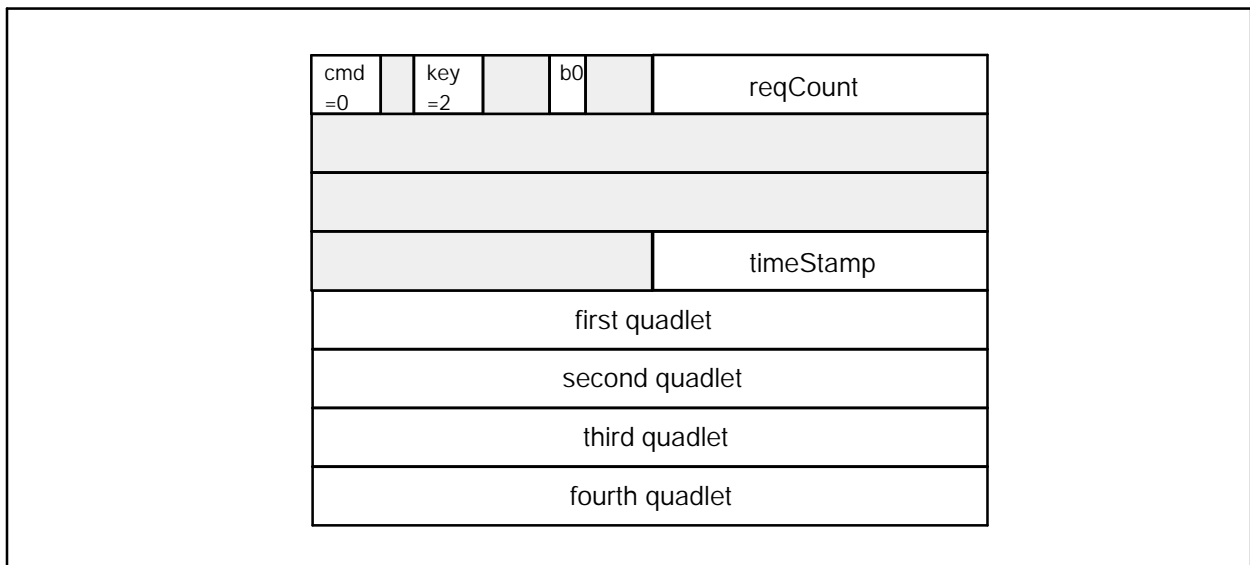 cmd key b0 reqCount
=0 =2
timeStamp
first quadlet
second quadlet
third quadlet
fourth quadlet